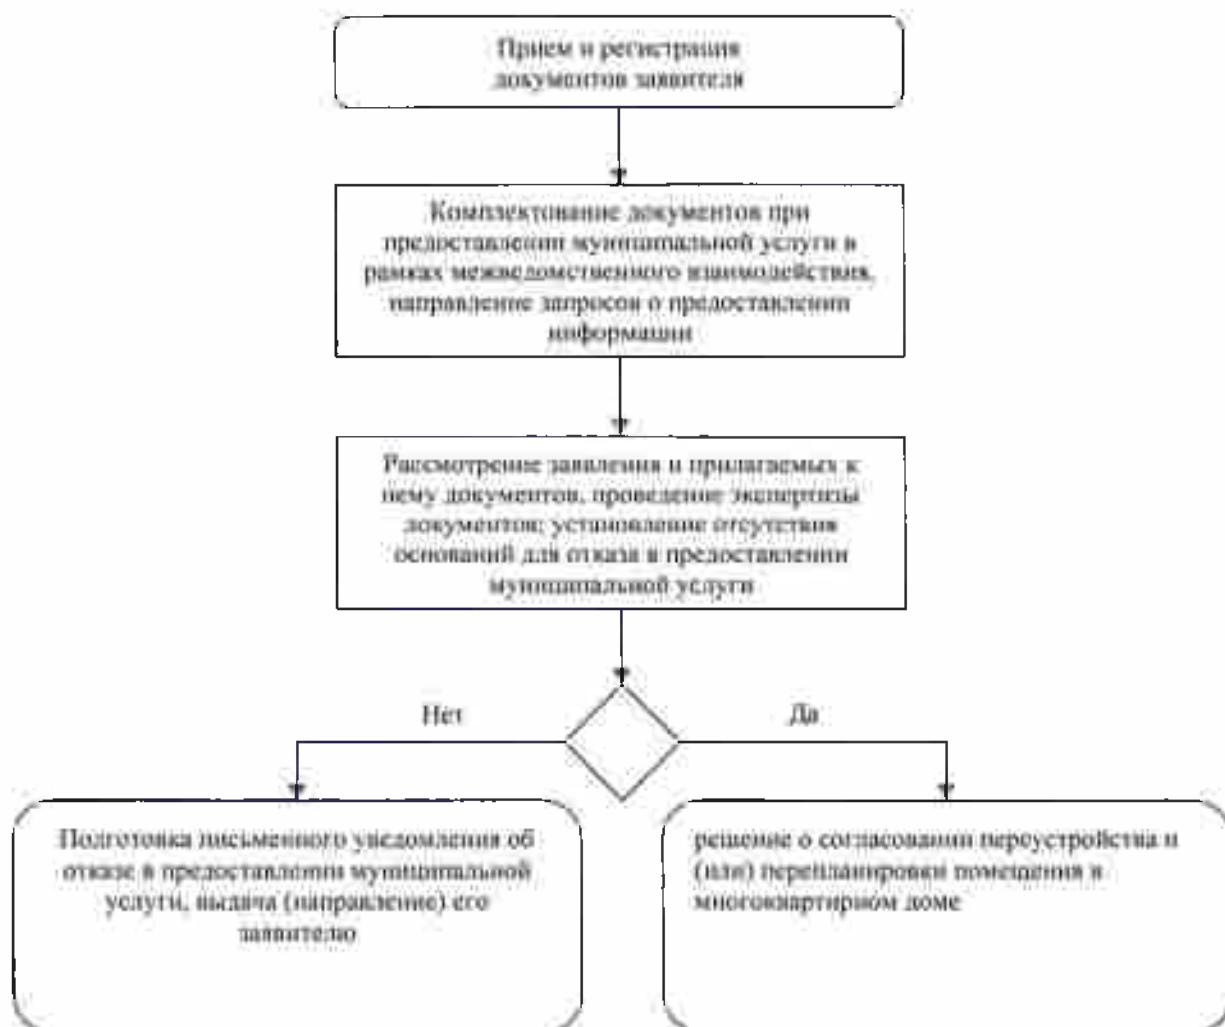 Прием и регистрация
документов заявителя
Комплектование документов при
предоставлении муниципальной услуги в
рамках межведомственного взаимодействия,
направление запросов о предоставлении
информации
Рассмотрение заявления и прилагаемых к
нему документов, проведение экспертизы
документов; установление отсутствия
оснований для отказа в предоставлении
муниципальной услуги
Нет
Да
Подготовка письменного уведомления об
отказе в предоставлении муниципальной
услуги, выдача (направление) его
заявителю
решение о согласовании переустройства и
(или) перепланировки помещения в
многоквартирном доме